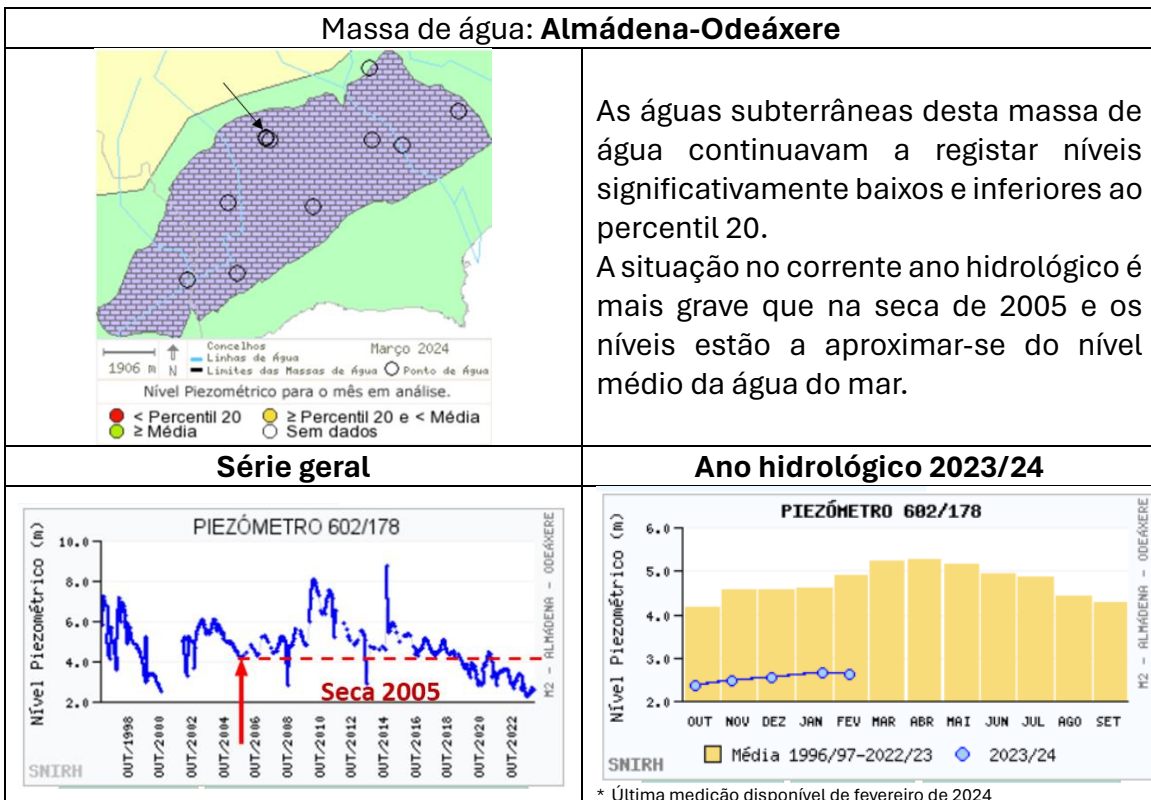 Massa de água: Almádena-Odeáxere
Concelhos
Linhas de Água
Março 2024
1906 m
N
Limites das Massas de Água
Ponto de Água
Nível Piezométrico para o mês em análise.
< Percentil 20
≥ Percentil 20 e < Média
≥ Média
Sem dados
As águas subterrâneas desta massa de
água continuavam a registar níveis
significativamente baixos e inferiores ao
percentil 20.
A situação no corrente ano hidrológico é
mais grave que na seca de 2005 e os
níveis estão a aproximar-se do nível
médio da água do mar.
Série geral
Ano hidrológico 2023/24
PIEZÓMETRO 602/178
Nível Piezométrico (m)
10.0
8.0
6.0
4.0
2.0
Seca 2005
OUT/1998
OUT/2000
OUT/2002
OUT/2004
OUT/2006
OUT/2008
OUT/2010
OUT/2012
OUT/2014
OUT/2016
OUT/2018
OUT/2020
OUT/2022
M2 - ALMÁDENA - ODEÁXERE
SNIRH
PIEZÓMETRO 602/178
Nível Piezométrico (m)
6.0
5.0
4.0
3.0
2.0
OUT NOV DEZ JAN FEV MAR ABR MAI JUN JUL AGO SET
Média 1996/97-2022/23
2023/24
M2 - ALMÁDENA - ODEÁXERE
SNIRH
* Última medição disponível de fevereiro de 2024